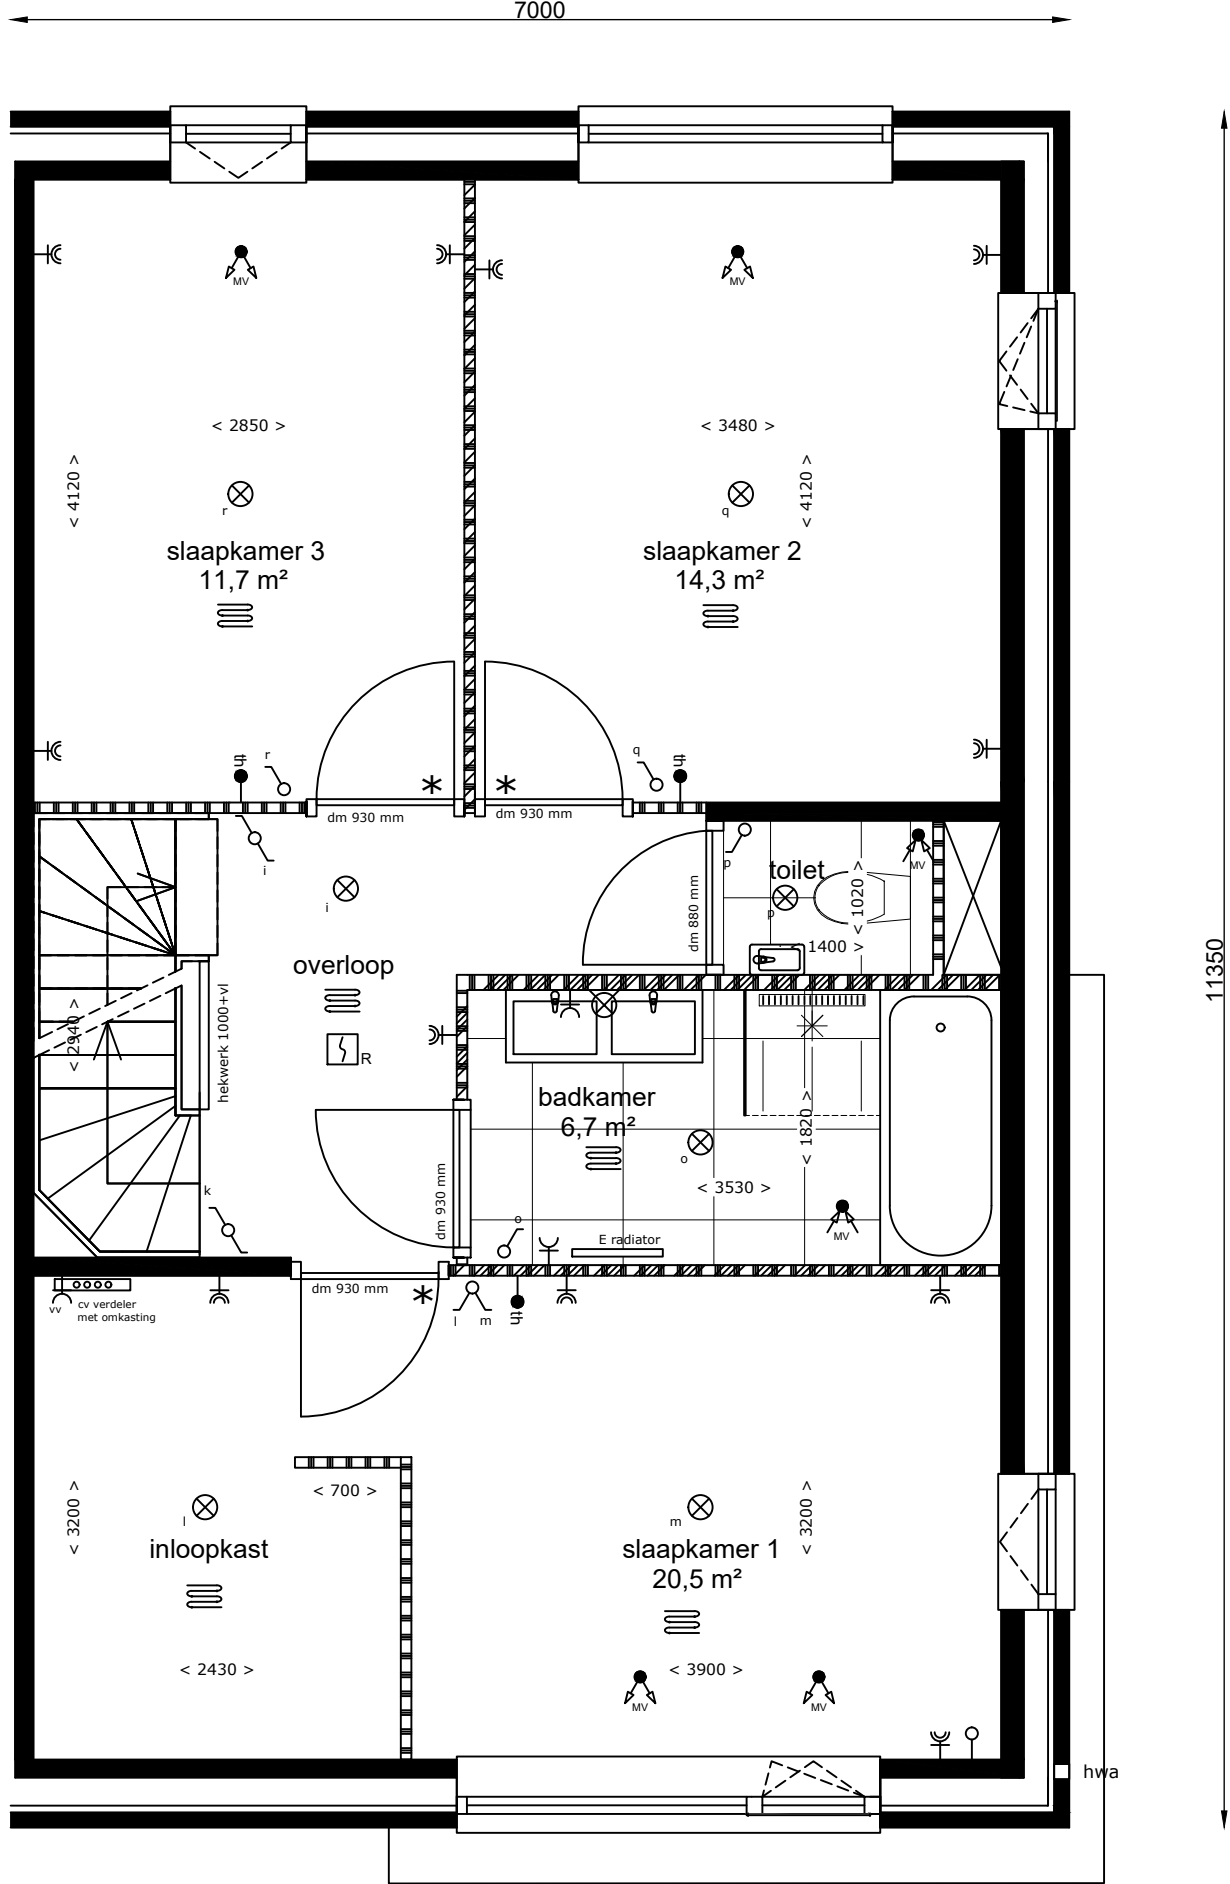 7000
MV
MV
< 2850 >
< 3480 >
< 4120 >
< 4120 >
r
q
slaapkamer 3
11,7 m²
slaapkamer 2
14,3 m²
th
r
q
th
*
*
dm 930 mm
dm 930 mm
i
i
p
toilet
MV
p
< 1020 >
< 1400 >
dm 880 mm
overloop
11350
hekwerk 1000+vl
< 2940 >
R
badkamer
6,7 m²
< 1820 >
o
< 3530 >
dm 930 mm
k
o
E radiator
MV
dm 930 mm
*
vv
cv verdeler
met omkasting
l
m
th
< 700 >
< 3200 >
< 3200 >
l
m
inloopkast
slaapkamer 1
20,5 m²
< 2430 >
< 3900 >
MV
MV
hwa